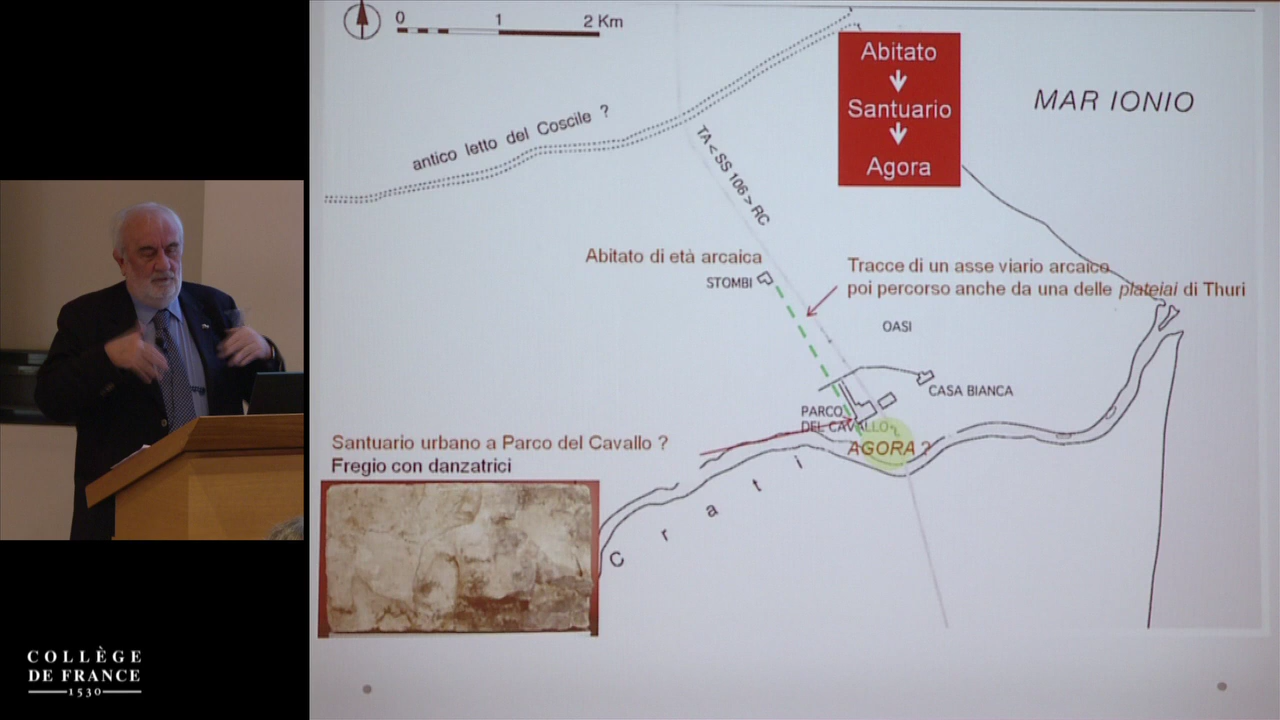 0 1 2 Km
Abitato
Santuario
Agora
MAR IONIO
antico letto del Coscile ?
TA < SS 106 > RC
Abitato di età arcaica
STOMBI
Tracce di un asse viario arcaico
poi percorso anche da una delle plateiai di Thuri
OASI
CASA BIANCA
PARCO
DEL CAVALLO
AGORA ?
Santuario urbano a Parco del Cavallo ?
Fregio con danzatrici
Crati
COLLÈGE
DE FRANCE
1530